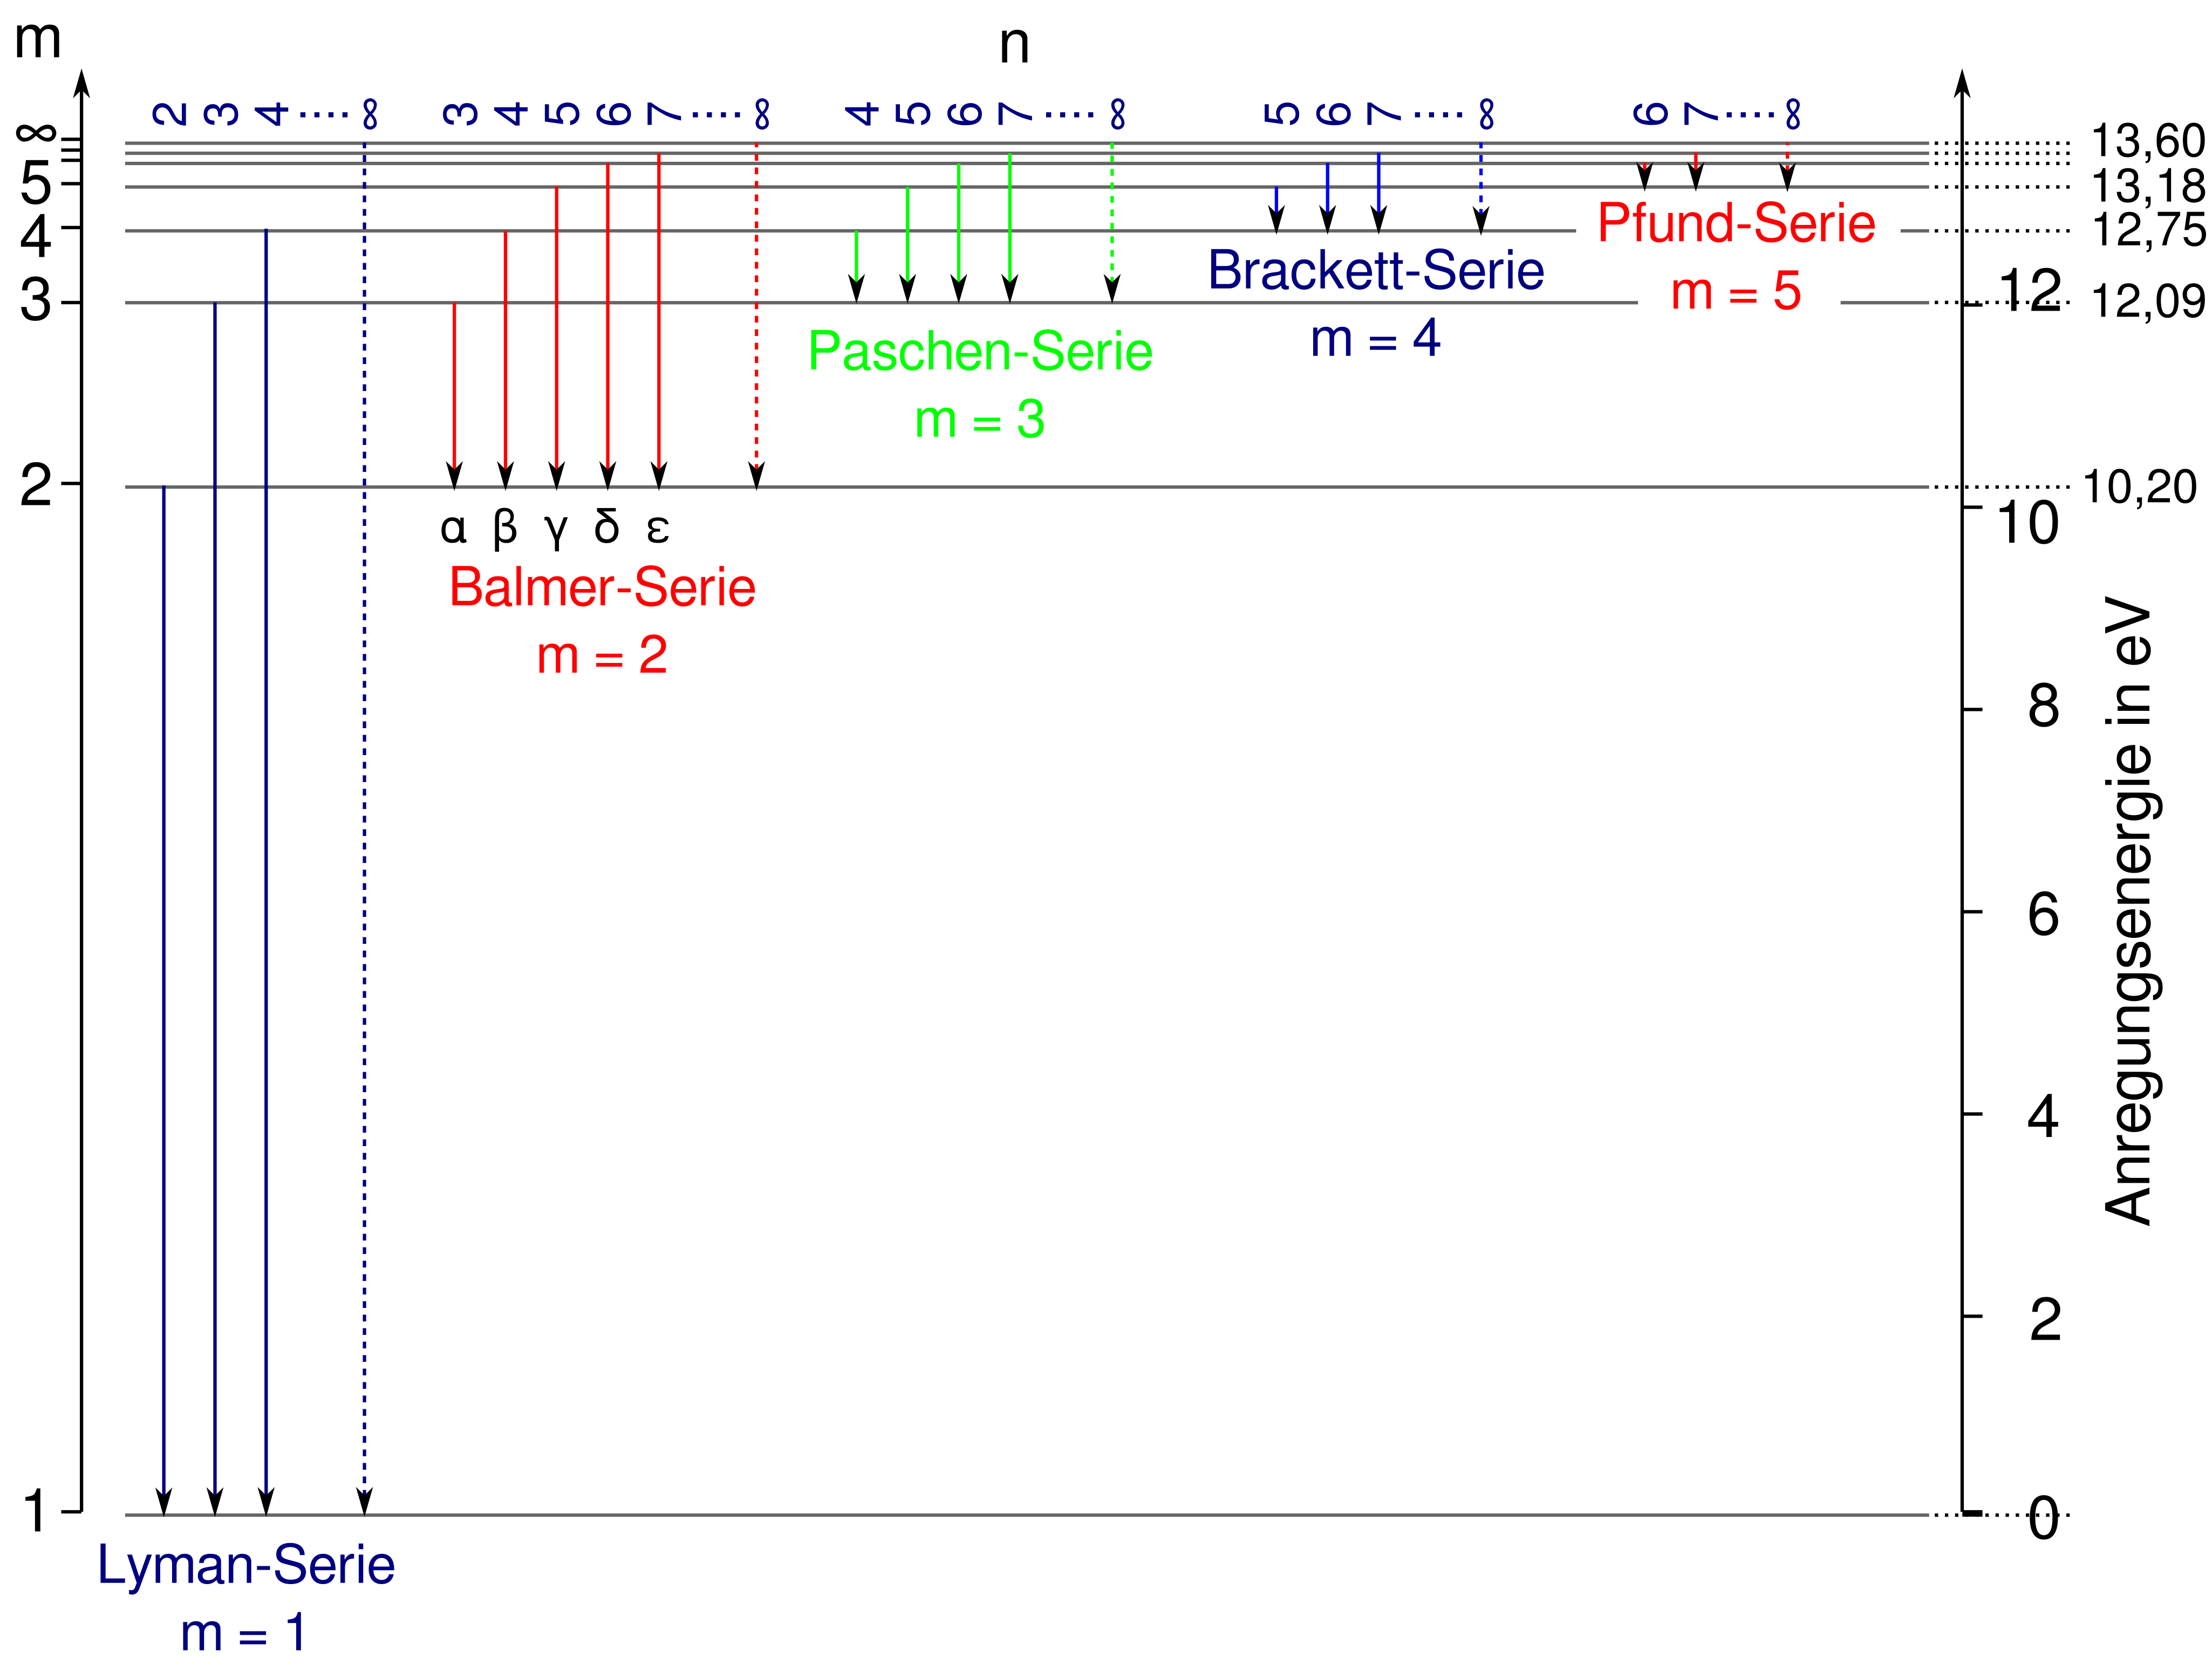 m
n
2 3 4 ..... ∞
3 4 5 6 7 ..... ∞
4 5 6 7 ..... ∞
5 6 7 ..... ∞
6 7 ..... ∞
∞
5
4
3
2
1
13,60
13,18
12,75
12,09
10,20
12
10
8
6
4
2
0
Anregungsenergie in eV
Pfund-Serie
m = 5
Brackett-Serie
m = 4
Paschen-Serie
m = 3
α β γ δ ε
Balmer-Serie
m = 2
Lyman-Serie
m = 1